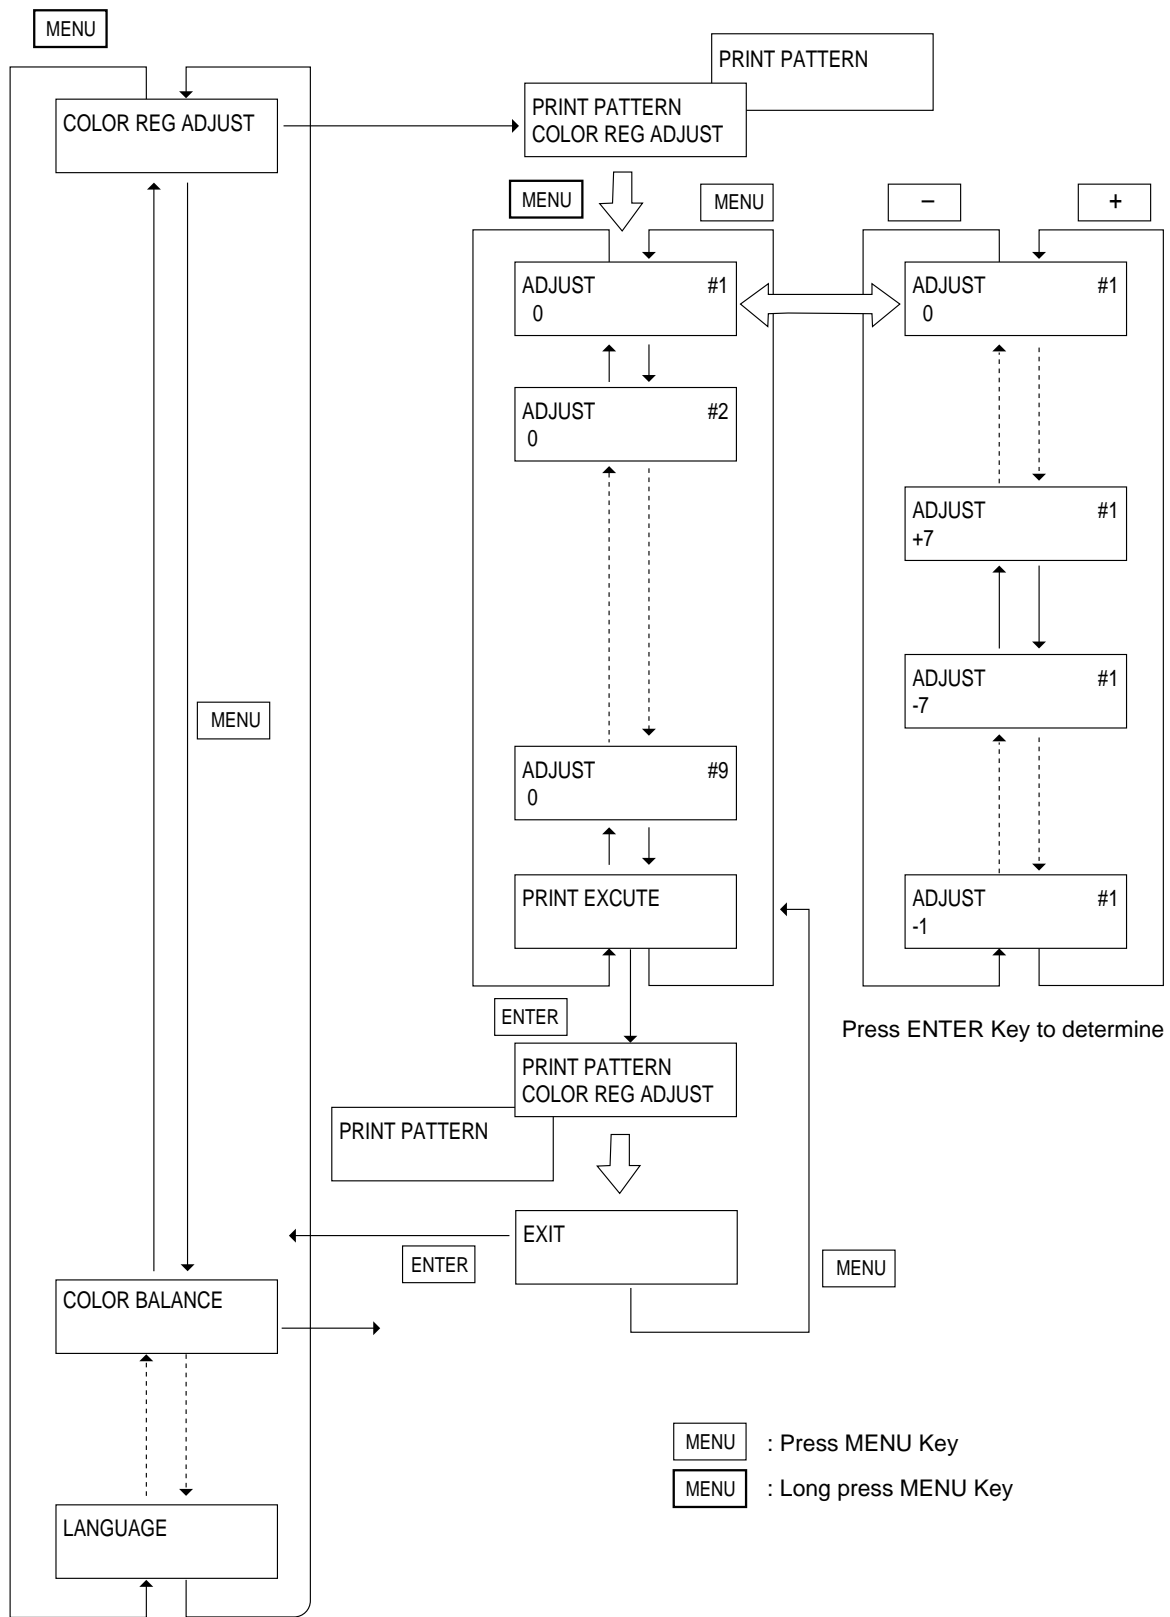 MENU
PRINT PATTERN
COLOR REG ADJUST
PRINT PATTERN
COLOR REG ADJUST
MENU
MENU
−
+
ADJUST #1
0
ADJUST #1
0
ADJUST #2
0
ADJUST #1
+7
ADJUST #1
-7
MENU
ADJUST #9
0
PRINT EXCUTE
ADJUST #1
-1
ENTER
Press ENTER Key to determine
PRINT PATTERN
COLOR REG ADJUST
PRINT PATTERN
EXIT
ENTER
MENU
COLOR BALANCE
MENU : Press MENU Key
MENU : Long press MENU Key
LANGUAGE